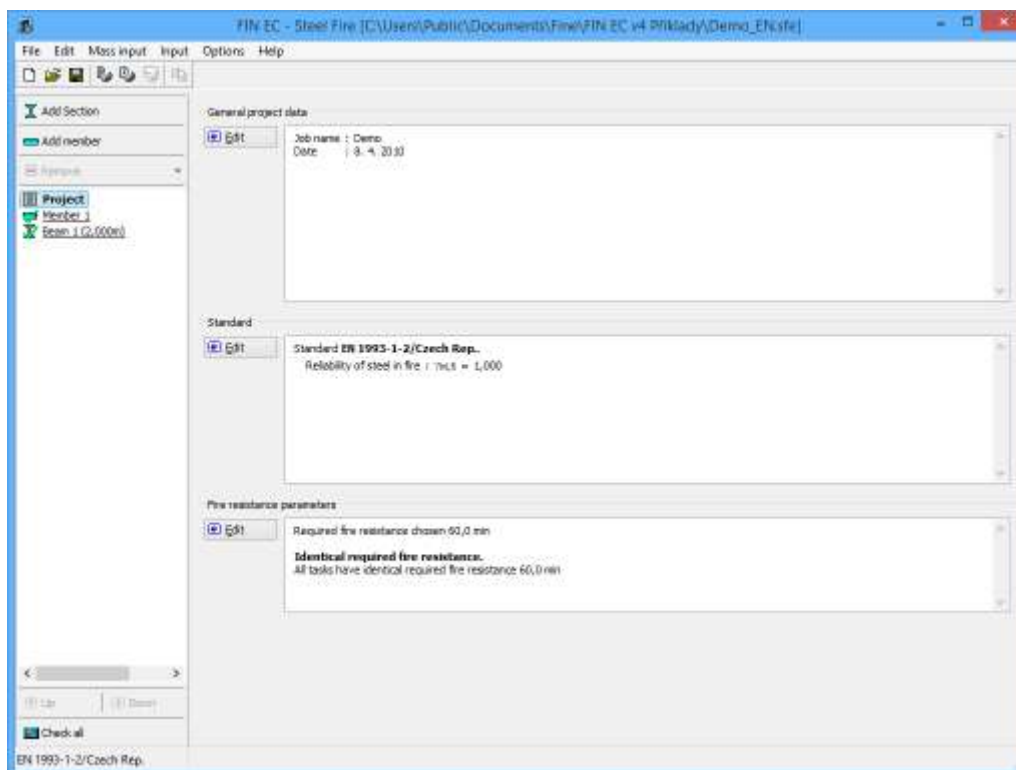 FIN EC - Steel Fire [C:\Users\Public\Documents\Fine\FIN EC v4 Příklady\Demo_EN.sfe]
File Edit Mass input Input Options Help
Add Section
Add member
Remove
Project
Member 1
Beam 1 (2,000m)
General project data
Edit
Job name : Demo
Date : 8. 4. 2010
Standard
Edit
Standard EN 1993-1-2/Czech Rep..
Reliability of steel in fire : = 1,000
Fire resistance parameters
Edit
Required fire resistance chosen 60,0 min
Identical required fire resistance.
All tasks have identical required fire resistance 60,0 min
Up Down
Check all
EN 1993-1-2/Czech Rep.